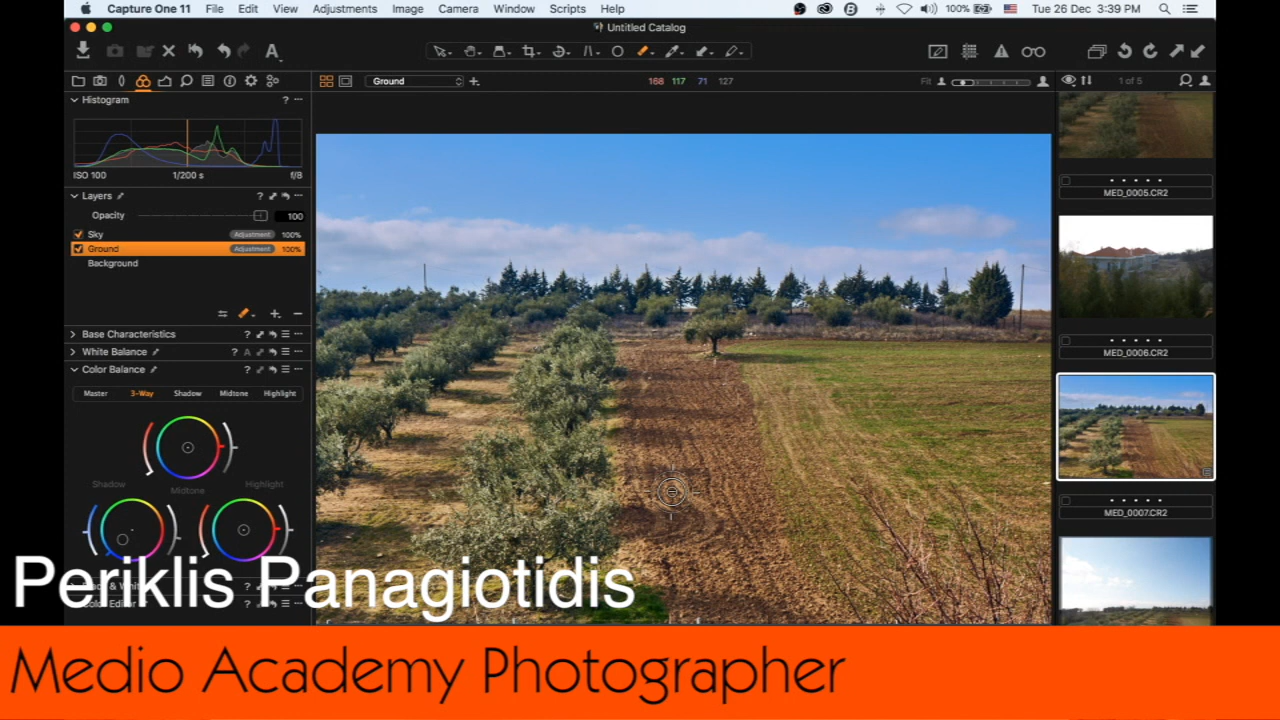 Capture One 11 File Edit View Adjustments Image Camera Window Scripts Help 100% Tue 26 Dec 3:39 PM
Untitled Catalog
Ground 168 117 71 127 Fit 1 of 5
Histogram
ISO 100 1/200 s f/8
Layers
Opacity 100
Sky Adjustment 100%
Ground Adjustment 100%
Background
Base Characteristics
White Balance
Color Balance
Master 3-Way Shadow Midtone Highlight
Shadow Midtone Highlight
MED_0005.CR2
MED_0006.CR2
MED_0007.CR2
Periklis Panagiotidis
Medio Academy Photographer